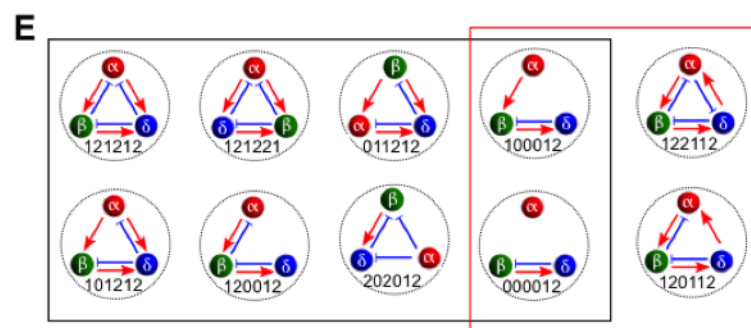 E
α α β α α
β δ δ β α δ β δ β δ
121212 121221 011212 100012 122112
α α β α α
β δ β δ δ α β δ β δ
101212 120012 202012 000012 120112